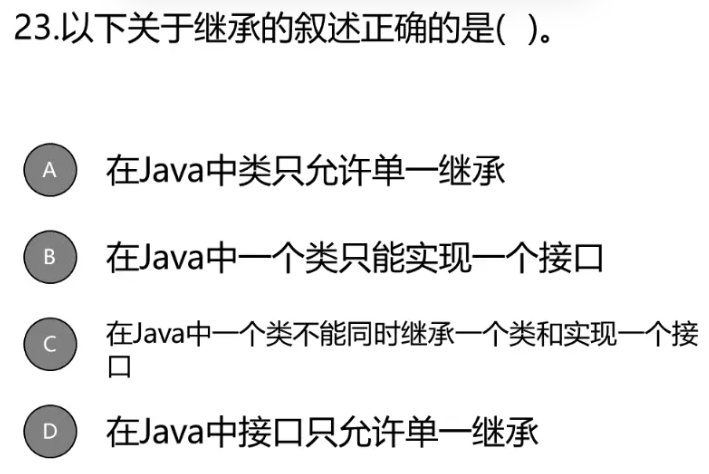 23.以下关于继承的叙述正确的是( )。
A 在Java中类只允许单一继承
B 在Java中一个类只能实现一个接口
C 在Java中一个类不能同时继承一个类和实现一个接
口
D 在Java中接口只允许单一继承